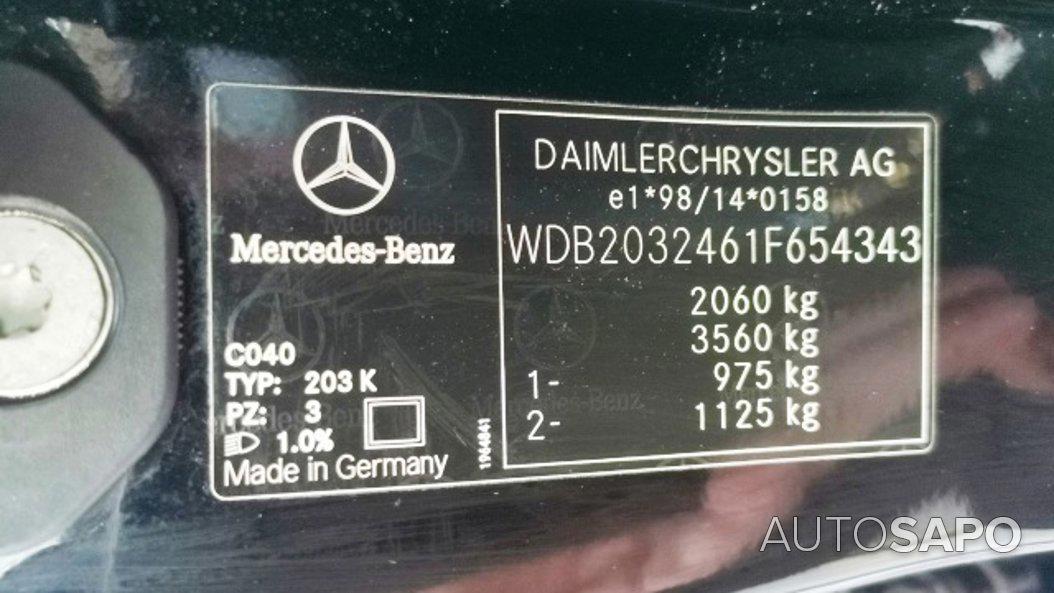 Mercedes-Benz
DAIMLERCHRYSLER AG
e1*98/14*0158
WDB2032461F654343
2060 kg
3560 kg
1- 975 kg
2- 1125 kg
C040
TYP: 203 K
PZ: 3
1.0%
Made in Germany
1964841
AUTOSAPO